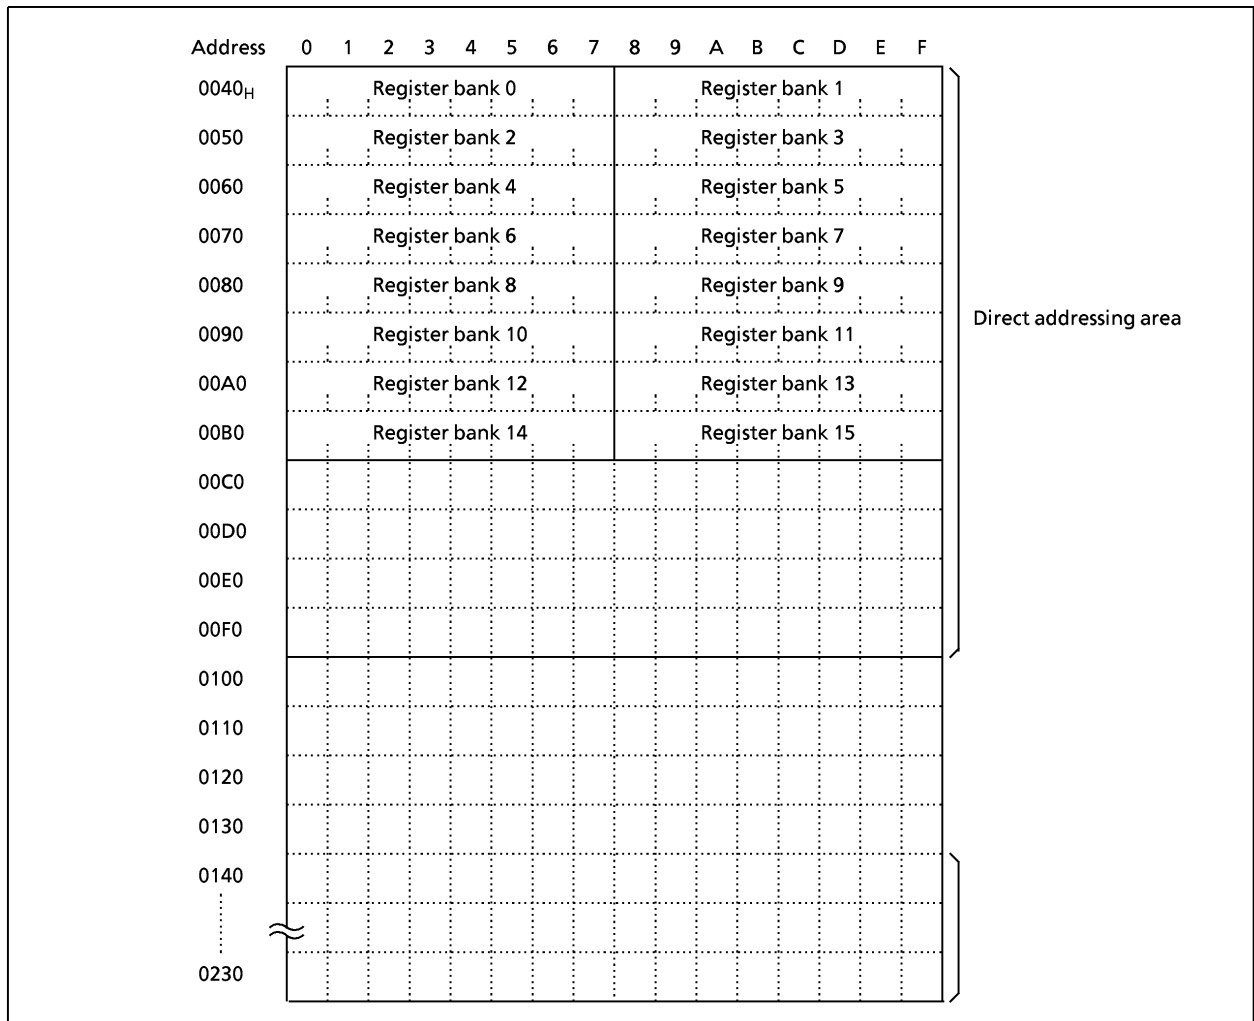 Address 0 1 2 3 4 5 6 7 8 9 A B C D E F
0040H Register bank 0 Register bank 1
0050 Register bank 2 Register bank 3
0060 Register bank 4 Register bank 5
0070 Register bank 6 Register bank 7
0080 Register bank 8 Register bank 9
Direct addressing area
0090 Register bank 10 Register bank 11
00A0 Register bank 12 Register bank 13
00B0 Register bank 14 Register bank 15
00C0
00D0
00E0
00F0
0100
0110
0120
0130
0140
0230